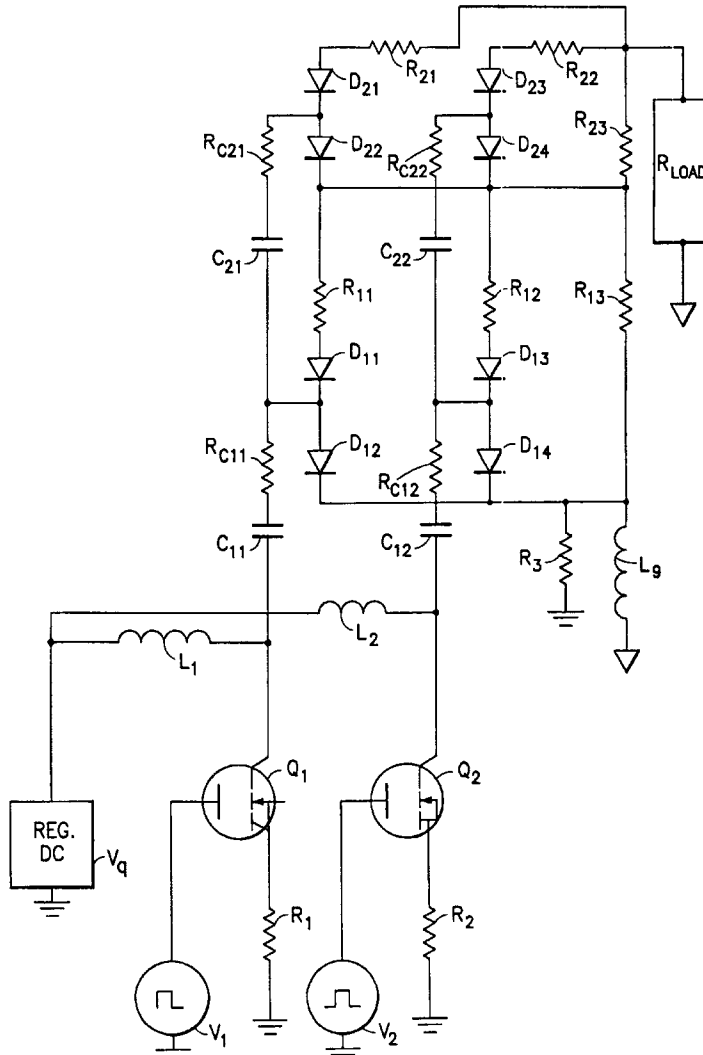 R21
R22
D21
D23
RC21
D22
RC22
D24
R23
RLOAD
C21
C22
R11
R12
R13
D11
D13
RC11
D12
RC12
D14
C11
C12
R3
L9
L2
L1
Q1
Q2
REG.
DC
Vq
R1
R2
V1
V2